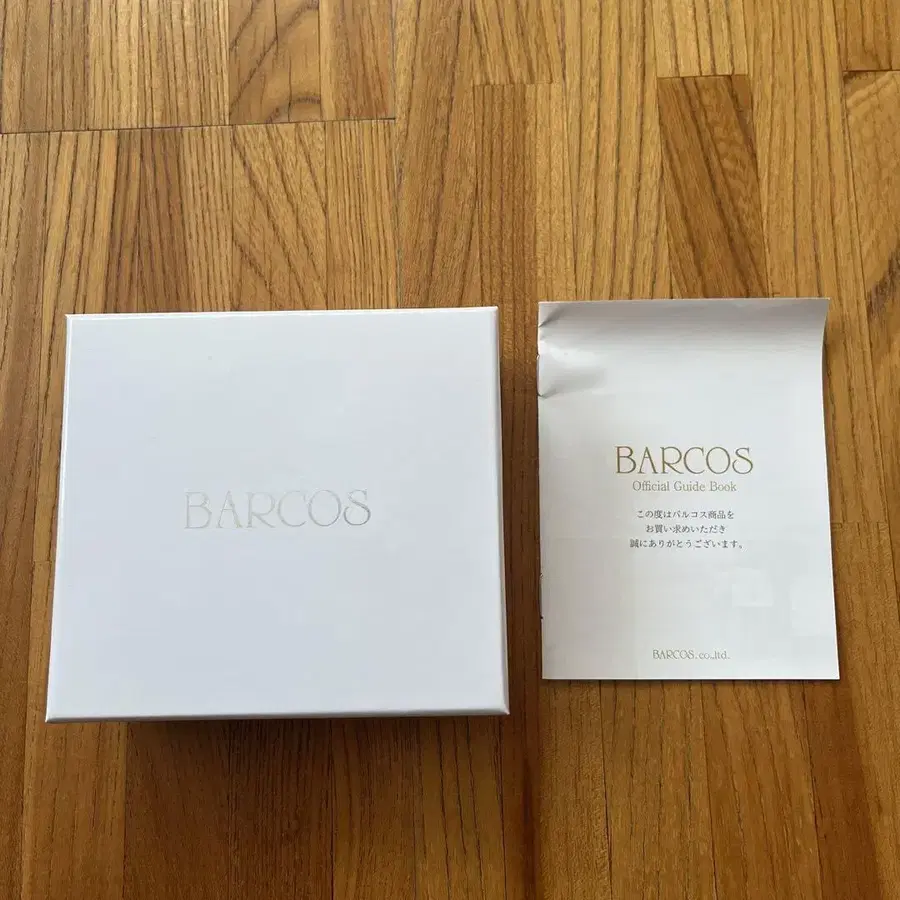 BARCOS
BARCOS
Official Guide Book
この度はバルコス商品を
お買い求めいただき
誠にありがとうございます。
BARCOS.co.,ltd.